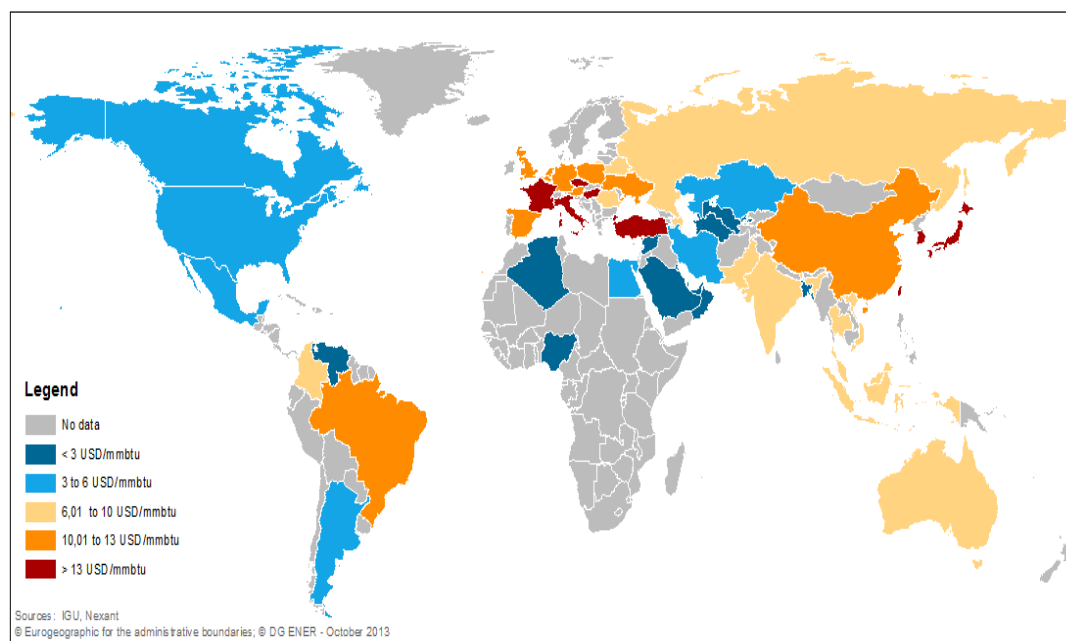 Legend
No data
< 3 USD/mmbtu
3 to 6 USD/mmbtu
6,01 to 10 USD/mmbtu
10,01 to 13 USD/mmbtu
> 13 USD/mmbtu
Sources: IGU, Nexant
© Eurogeographic for the administrative boundaries; © DG ENER - October 2013